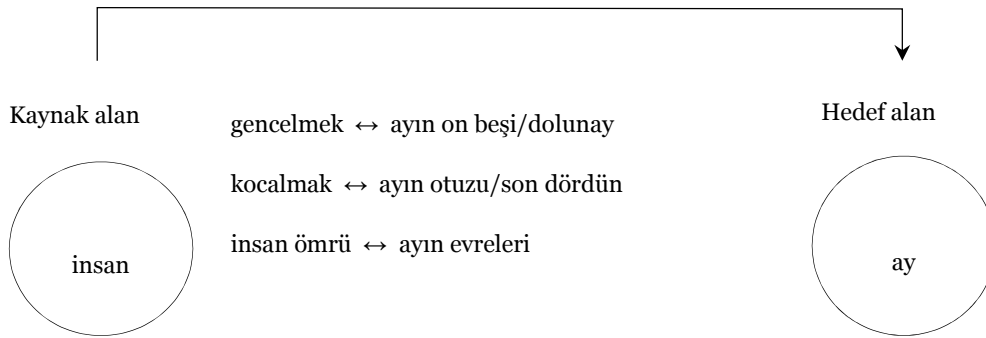 Kaynak alan
Hedef alan
gencelmek ↔ ayın on beşi/dolunay
kocalmak ↔ ayın otuzu/son dördün
insan ömrü ↔ ayın evreleri
insan
ay